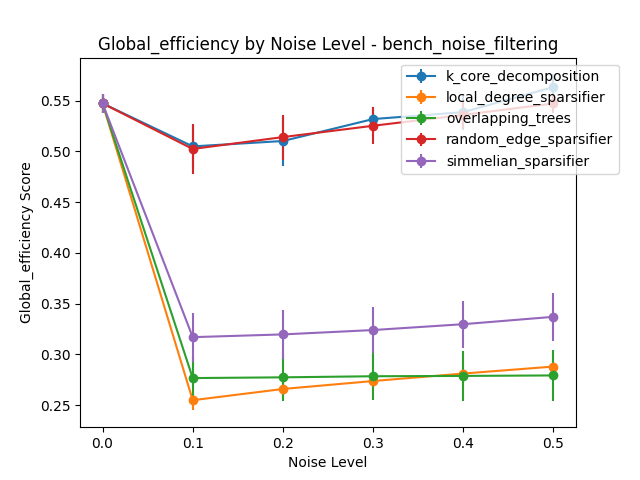 Global_efficiency by Noise Level - bench_noise_filtering
k_core_decomposition
local_degree_sparsifier
overlapping_trees
random_edge_sparsifier
simmelian_sparsifier
Global_efficiency Score
0.55
0.50
0.45
0.40
0.35
0.30
0.25
0.0 0.1 0.2 0.3 0.4 0.5
Noise Level